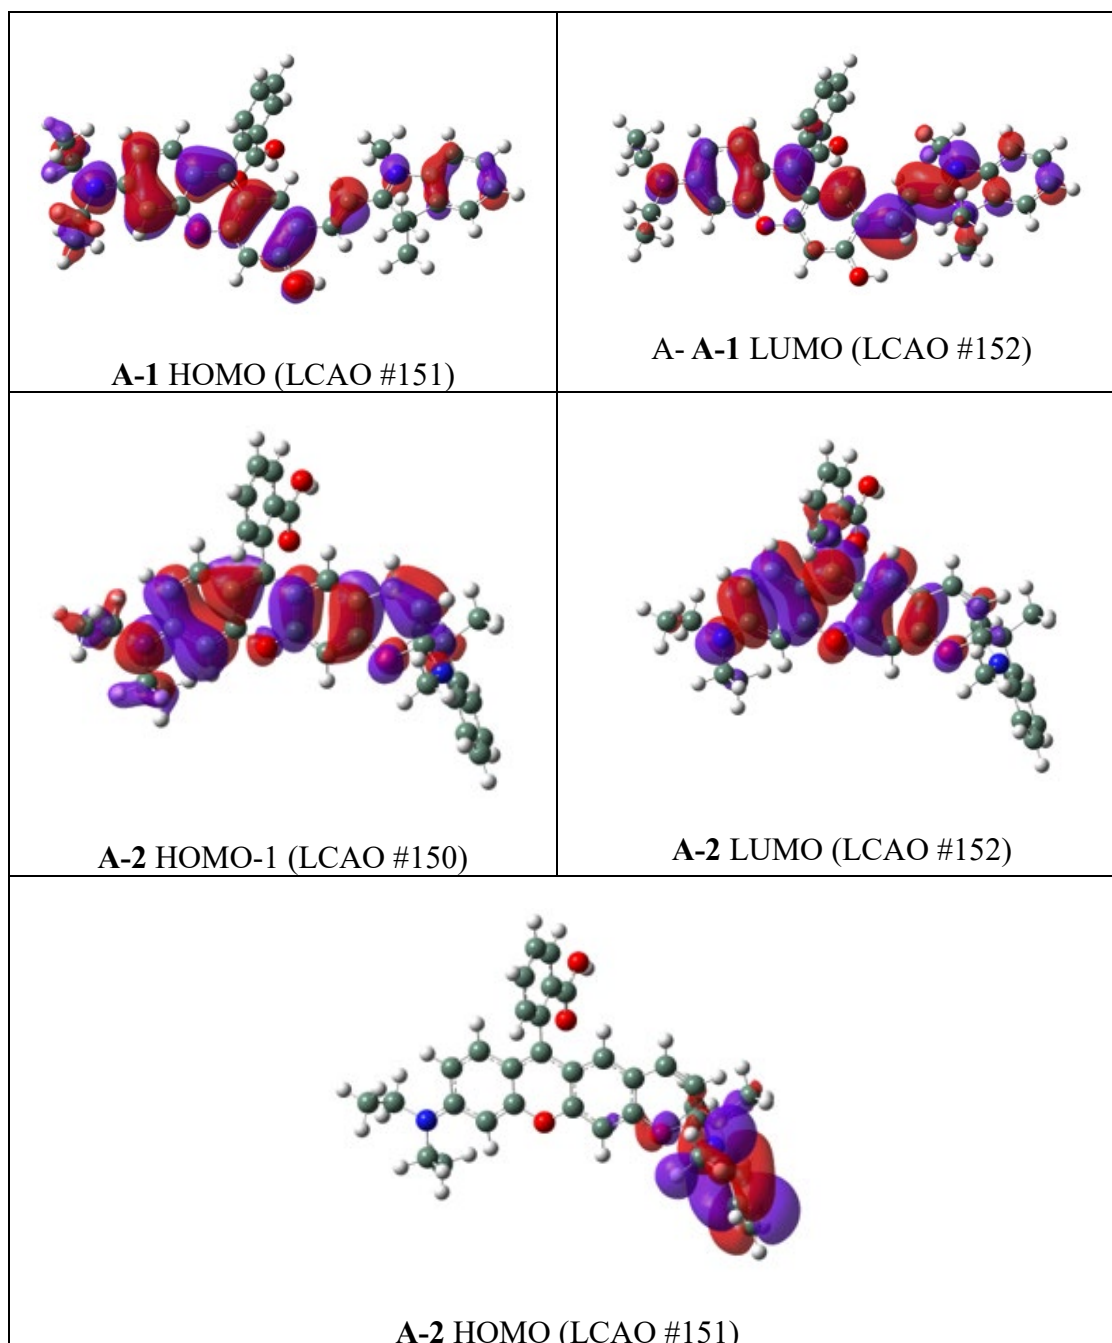 A-1 HOMO (LCAO #151)
A- A-1 LUMO (LCAO #152)
A-2 HOMO-1 (LCAO #150)
A-2 LUMO (LCAO #152)
A-2 HOMO (LCAO #151)